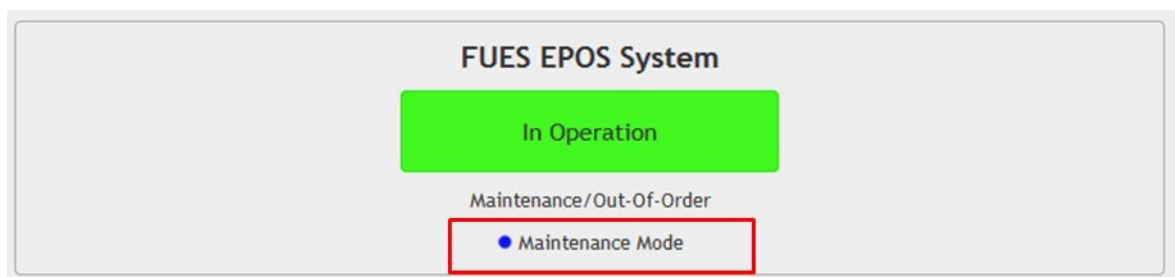 FUES EPOS System
In Operation
Maintenance/Out-Of-Order
Maintenance Mode